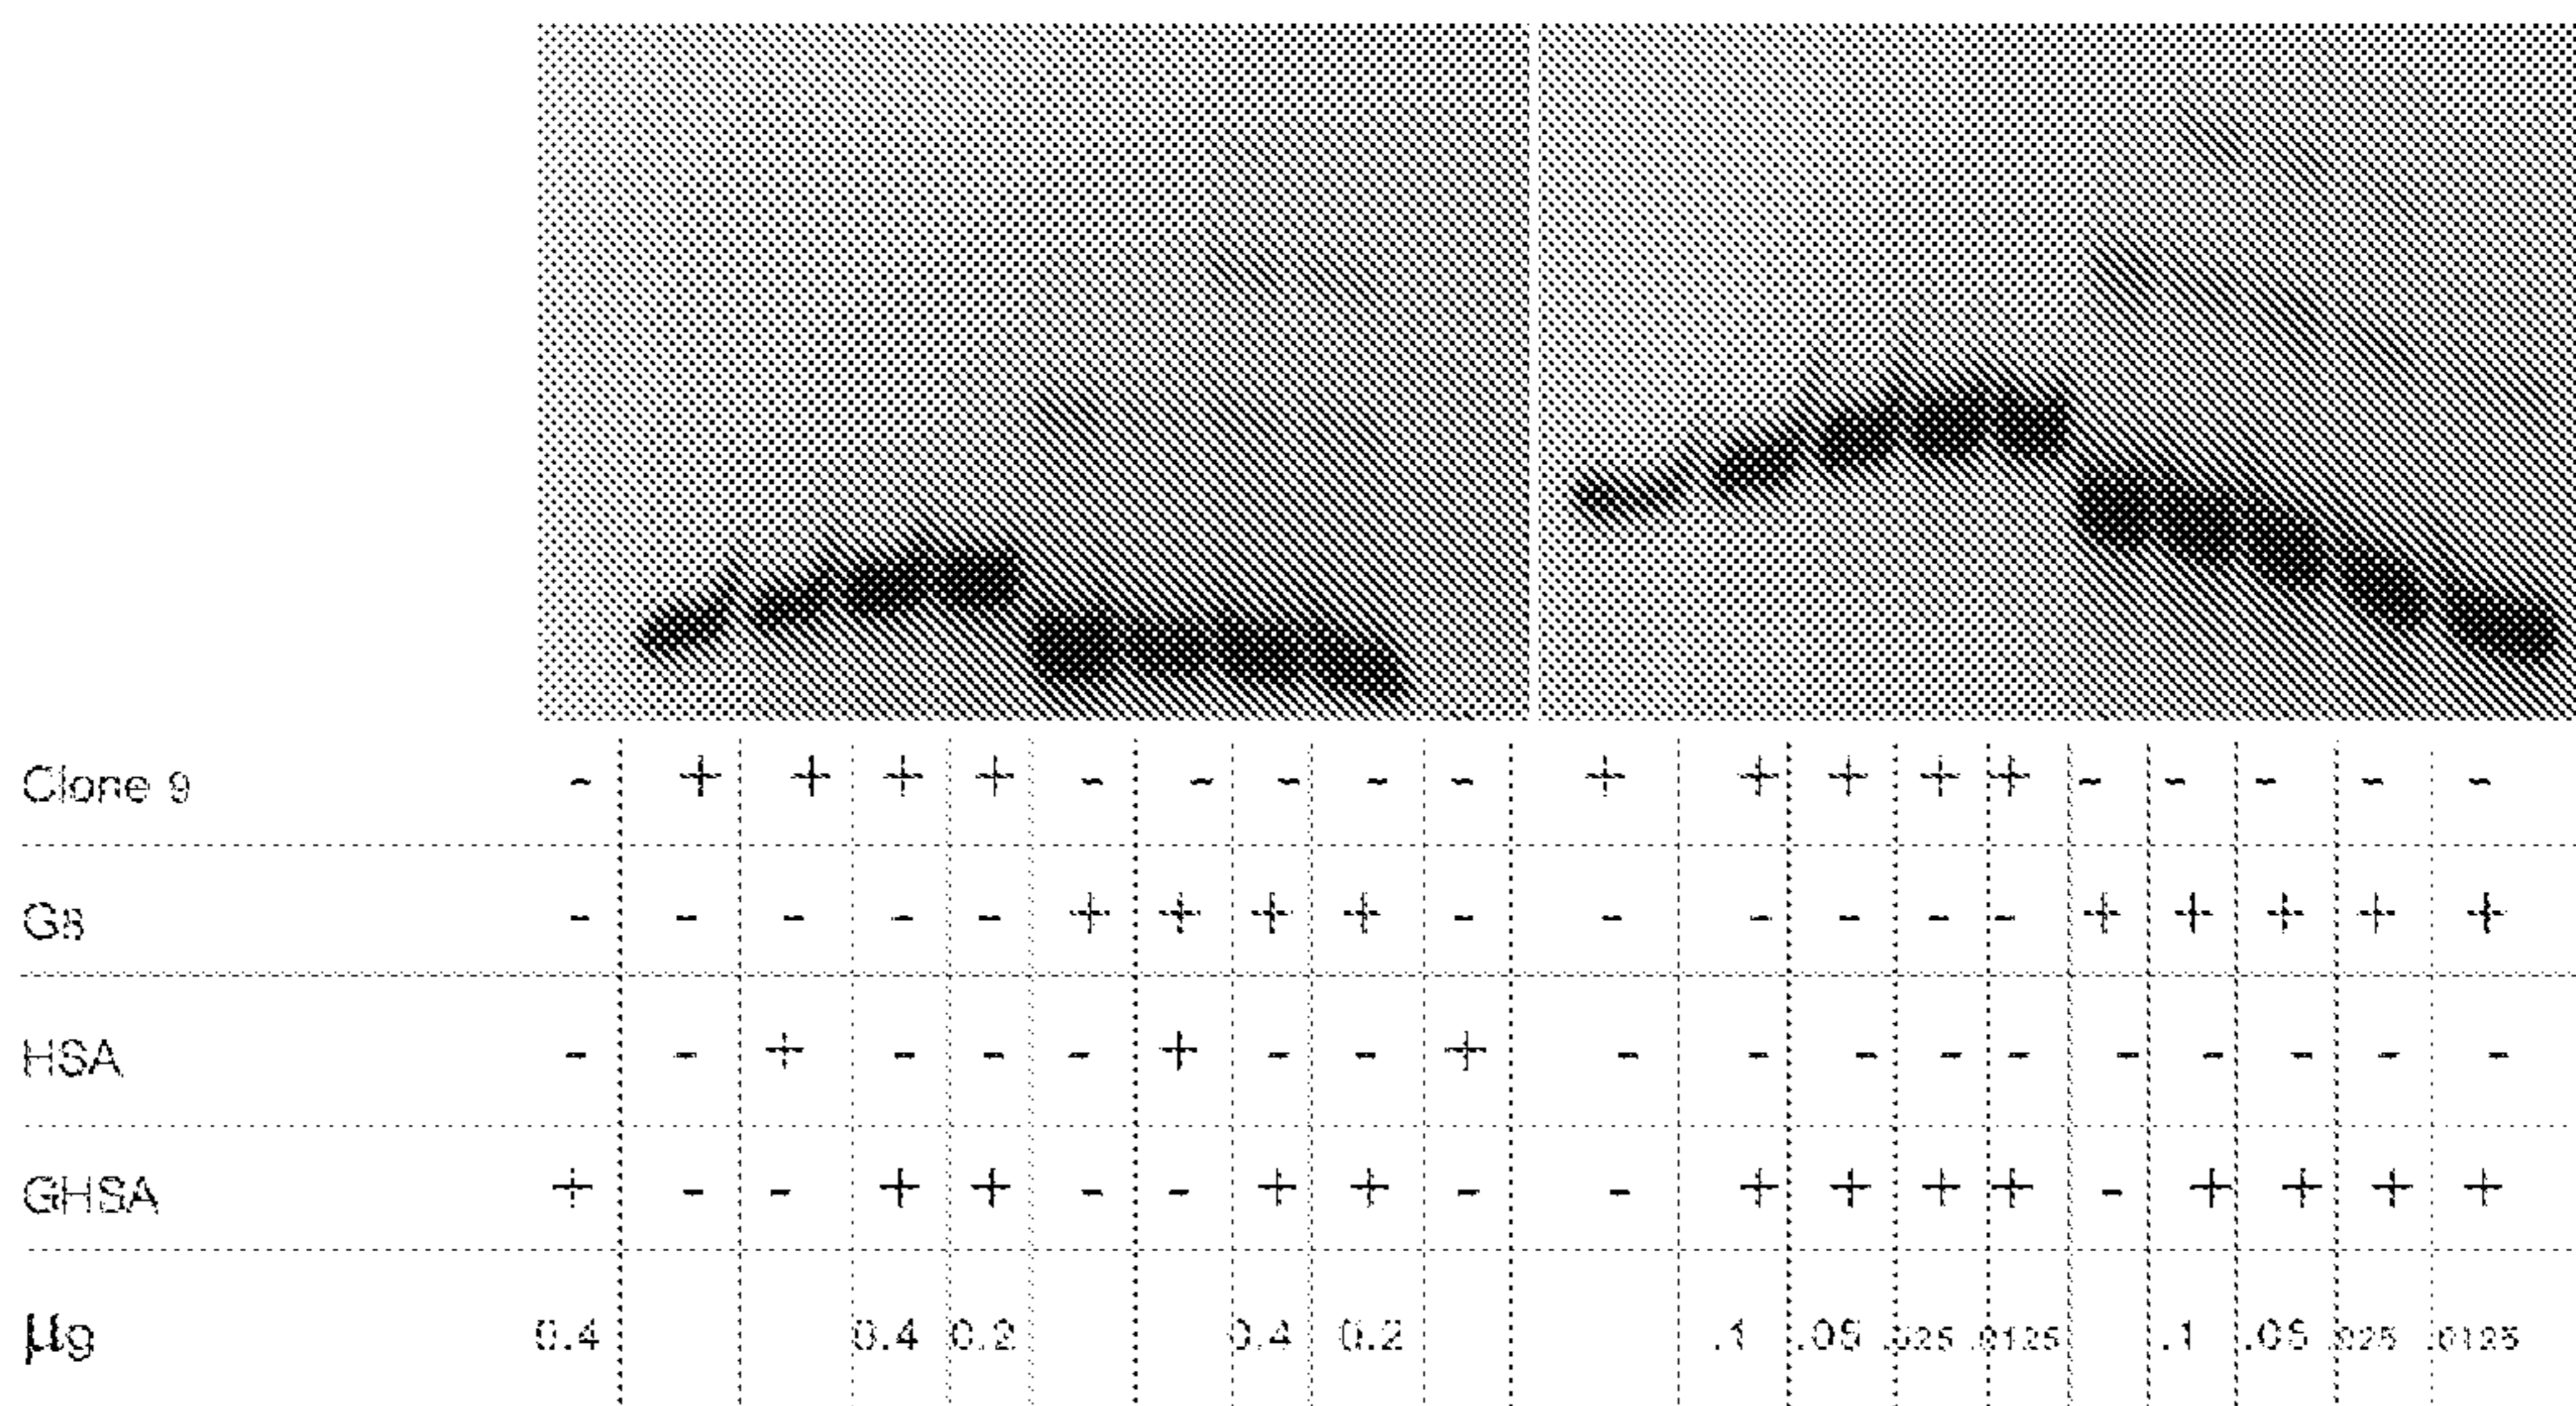 Clone 9 - + + + + - - - - - + + + + + - - - - -
G8 - - - - - + + + + - - - - - - + + + + +
HSA - - + - - - + - - + - - - - - - - - - -
GHSA + - - + + - - + + - - + + + + - + + + +
µg 0.4 0.4 0.2 0.4 0.2 .1 .05 .025 .0125 .1 .05 .025 .0125